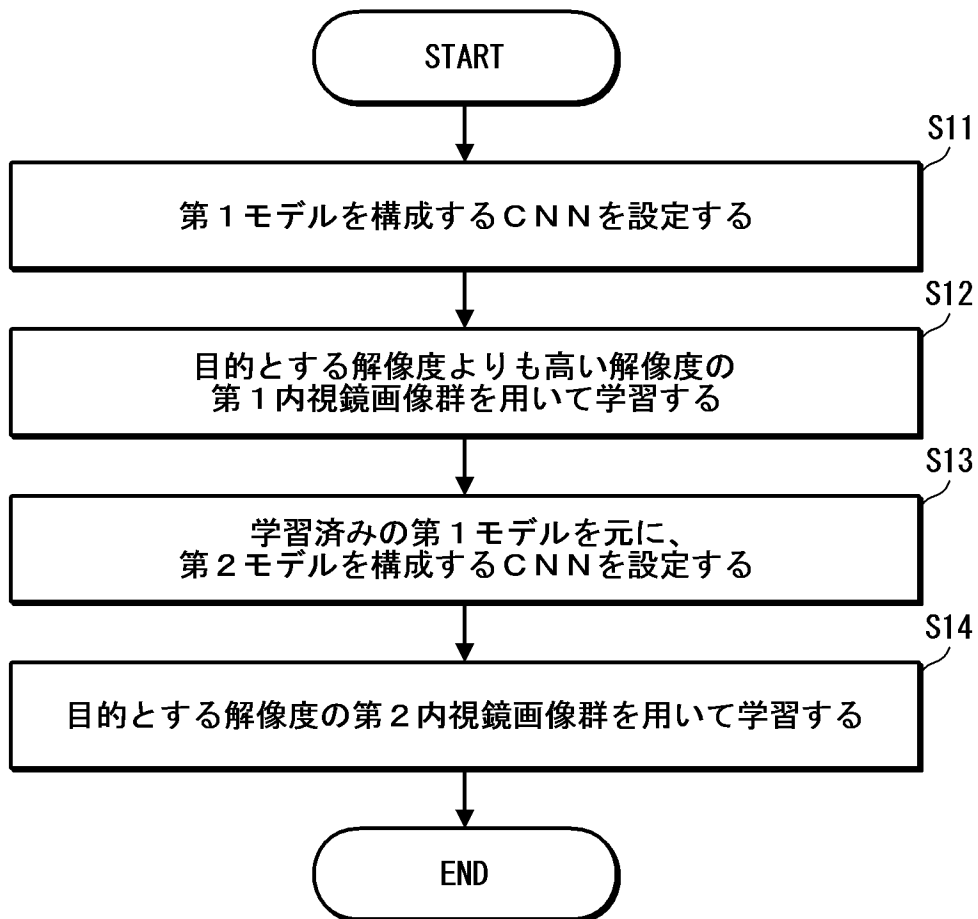 START
S11
第１モデルを構成するＣＮＮを設定する
S12
目的とする解像度よりも高い解像度の
第１内視鏡画像群を用いて学習する
S13
学習済みの第１モデルを元に、
第２モデルを構成するＣＮＮを設定する
S14
目的とする解像度の第２内視鏡画像群を用いて学習する
END